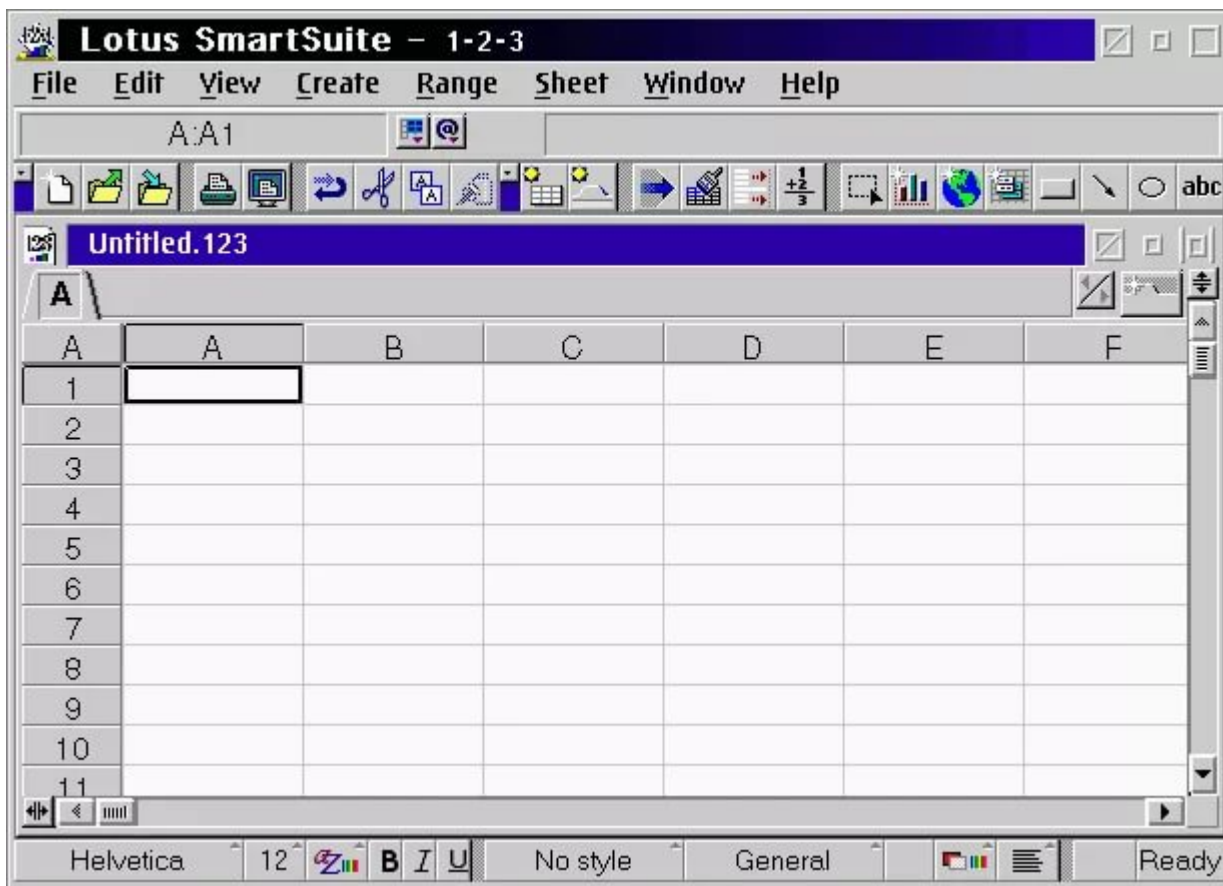 Lotus SmartSuite – 1-2-3
File Edit View Create Range Sheet Window Help
A:A1
abc
Untitled.123
A
A A B C D E F
1
2
3
4
5
6
7
8
9
10
11
Helvetica 12 B I U No style General Ready